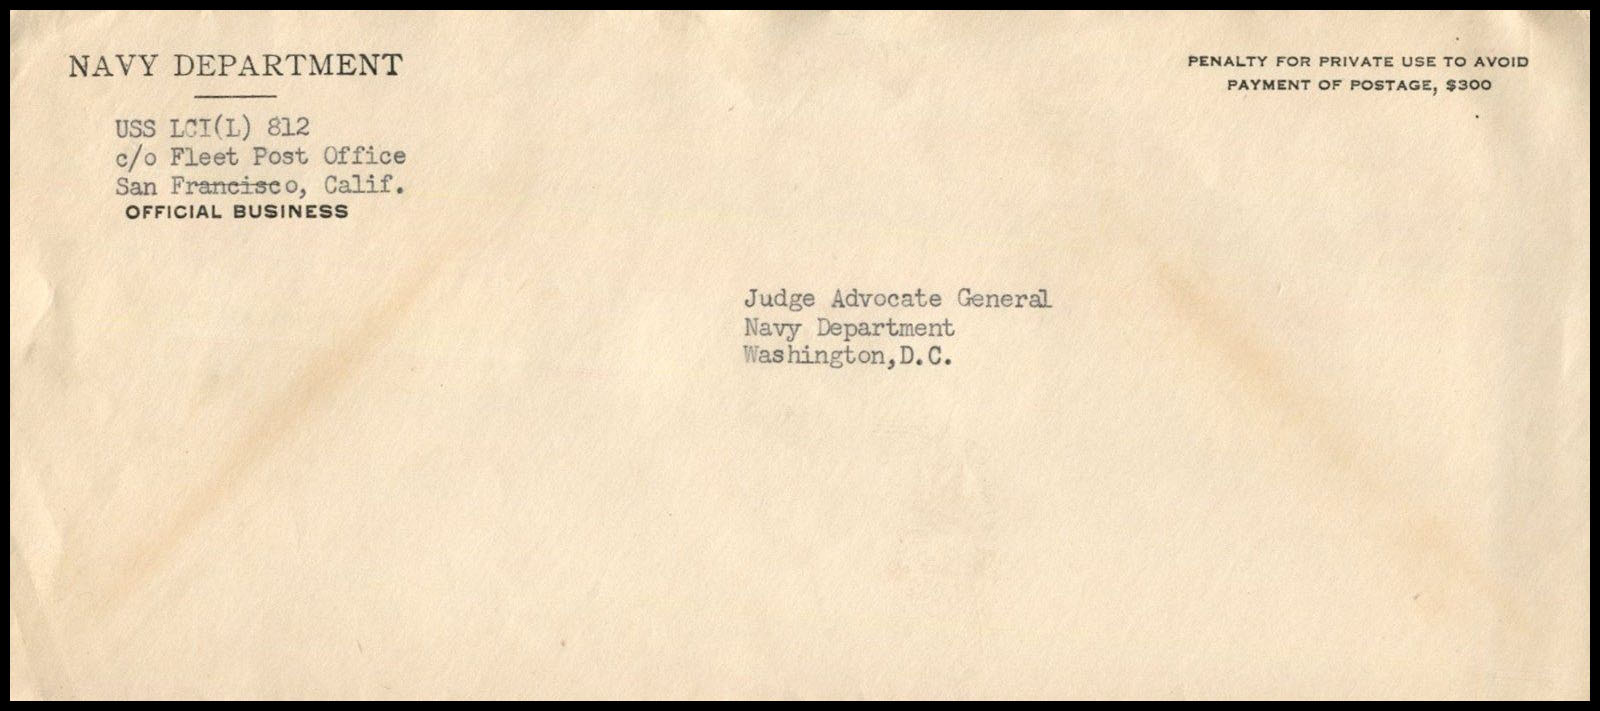 NAVY DEPARTMENT
USS LCI(L) 812
c/o Fleet Post Office
San Francisco, Calif.
OFFICIAL BUSINESS
PENALTY FOR PRIVATE USE TO AVOID
PAYMENT OF POSTAGE, $300
Judge Advocate General
Navy Department
Washington,D.C.